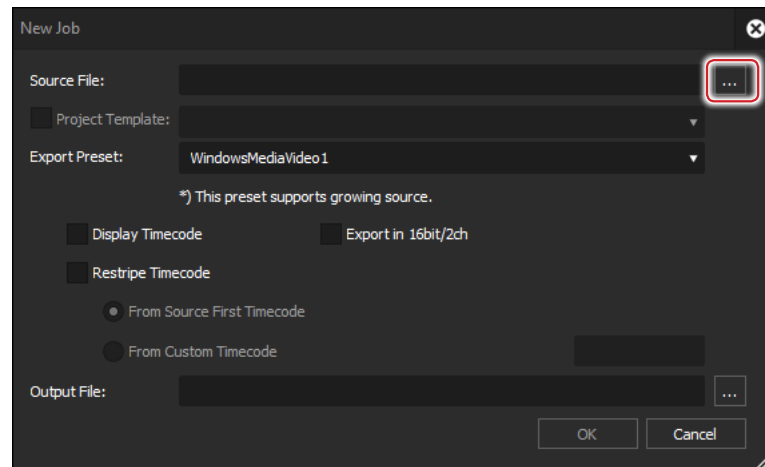 New Job
Source File: ...
Project Template:
Export Preset: WindowsMediaVideo1
*) This preset supports growing source.
Display Timecode Export in 16bit/2ch
Restripe Timecode
From Source First Timecode
From Custom Timecode
Output File: ...
OK Cancel